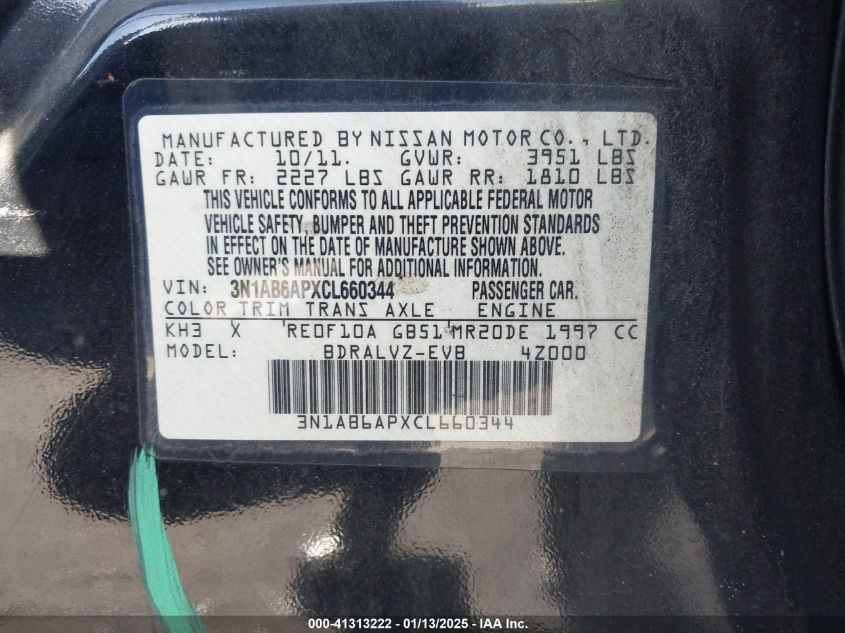 MANUFACTURED BY NISSAN MOTOR CO., LTD.
DATE: 10/11. GVWR: 3951 LBS
GAWR FR: 2227 LBS GAWR RR: 1810 LBS
THIS VEHICLE CONFORMS TO ALL APPLICABLE FEDERAL MOTOR
VEHICLE SAFETY, BUMPER AND THEFT PREVENTION STANDARDS
IN EFFECT ON THE DATE OF MANUFACTURE SHOWN ABOVE.
SEE OWNER'S MANUAL FOR ADDITIONAL INFORMATION.
VIN: 3N1AB6APXCL660344 PASSENGER CAR.
COLOR TRIM TRANS AXLE ENGINE
KH3 X RE0F10A GB51 MR20DE 1997 CC
MODEL: BDRALVZ-EVB 4Z000
3N1AB6APXCL660344
000-41313222 - 01/13/2025 - IAA Inc.